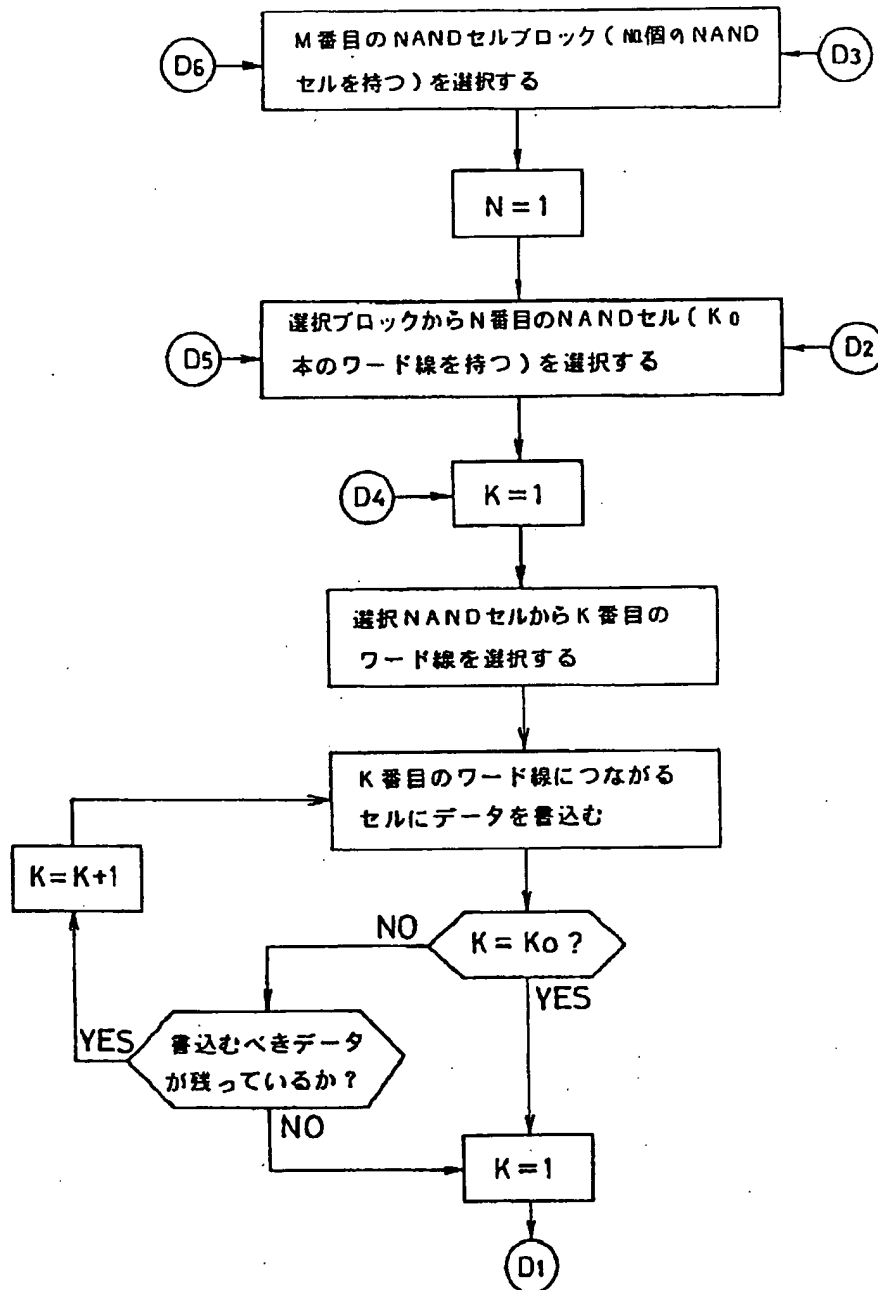 M番目のNANDセルブロック(N0個のNAND
セルを持つ)を選択する
D6
D3
N=1
選択ブロックからN番目のNANDセル(K0
本のワード線を持つ)を選択する
D5
D2
D4
K=1
選択NANDセルからK番目の
ワード線を選択する
K番目のワード線につながる
セルにデータを書込む
K=K+1
NO
K=K0?
YES
YES
書込むべきデータ
が残っているか?
NO
K=1
D1